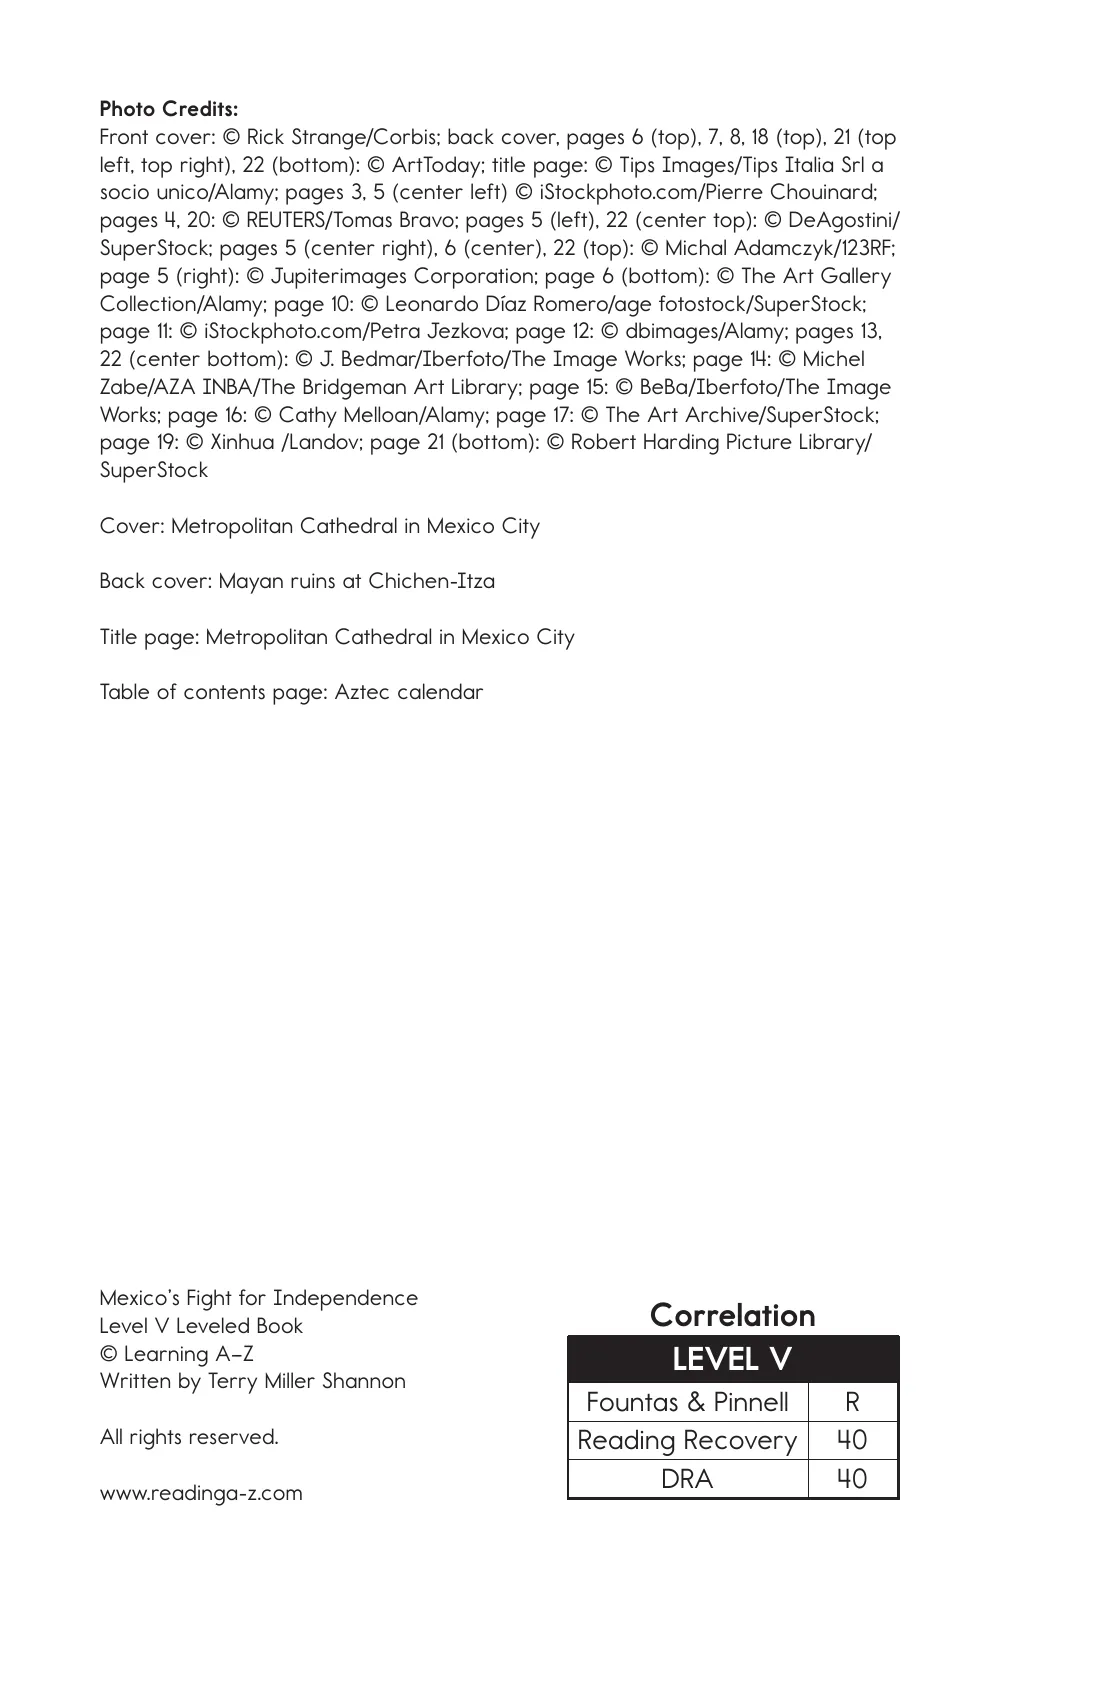 Photo Credits:
Front cover: © Rick Strange/Corbis; back cover, pages 6 (top), 7, 8, 18 (top), 21 (top
left, top right), 22 (bottom): © ArtToday; title page: © Tips Images/Tips Italia Srl a
socio unico/Alamy; pages 3, 5 (center left) © iStockphoto.com/Pierre Chouinard;
pages 4, 20: © REUTERS/Tomas Bravo; pages 5 (left), 22 (center top): © DeAgostini/
SuperStock; pages 5 (center right), 6 (center), 22 (top): © Michal Adamczyk/123RF;
page 5 (right): © Jupiterimages Corporation; page 6 (bottom): © The Art Gallery
Collection/Alamy; page 10: © Leonardo Díaz Romero/age fotostock/SuperStock;
page 11: © iStockphoto.com/Petra Jezkova; page 12: © dbimages/Alamy; pages 13,
22 (center bottom): © J. Bedmar/Iberfoto/The Image Works; page 14: © Michel
Zabe/AZA INBA/The Bridgeman Art Library; page 15: © BeBa/Iberfoto/The Image
Works; page 16: © Cathy Melloan/Alamy; page 17: © The Art Archive/SuperStock;
page 19: © Xinhua /Landov; page 21 (bottom): © Robert Harding Picture Library/
SuperStock
Cover: Metropolitan Cathedral in Mexico City
Back cover: Mayan ruins at Chichen-Itza
Title page: Metropolitan Cathedral in Mexico City
Table of contents page: Aztec calendar
Mexico's Fight for Independence
Level V Leveled Book
© Learning A–Z
Written by Terry Miller Shannon
All rights reserved.
www.readinga-z.com
Correlation
LEVEL V
Fountas & Pinnell R
Reading Recovery 40
DRA 40